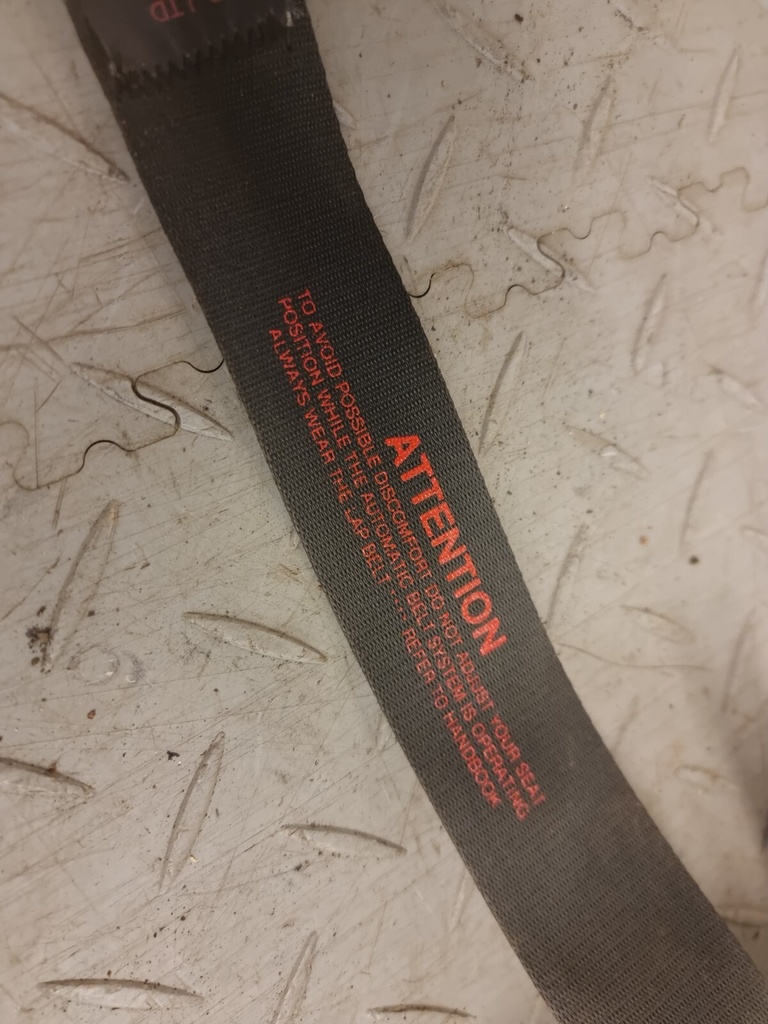 LTD
ATTENTION
TO AVOID POSSIBLE DISCOMFORT DO NOT ADJUST YOUR SEAT
POSITION WHILE THE AUTOMATIC BELT SYSTEM IS OPERATING
ALWAYS WEAR THE LAP BELT .... REFER TO HANDBOOK